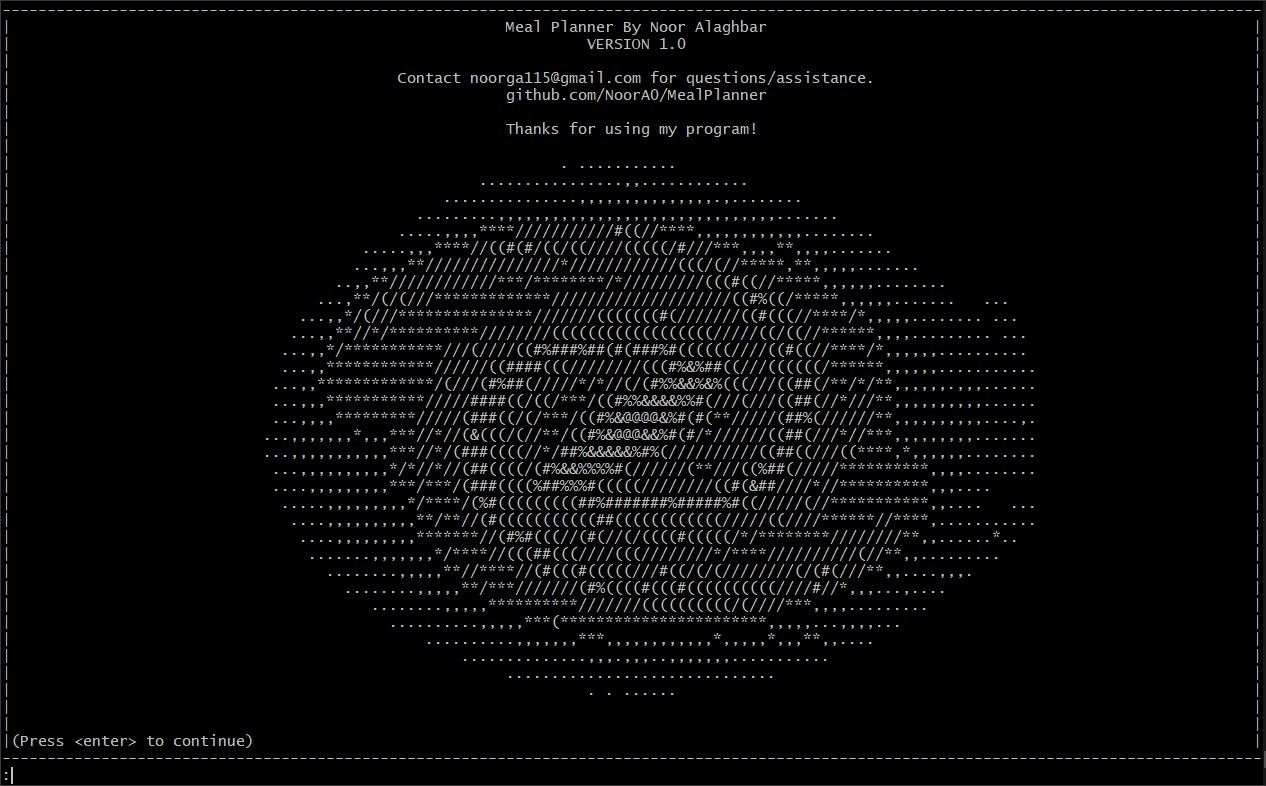 Meal Planner By Noor Alaghbar
VERSION 1.0
Contact noorga115@gmail.com for questions/assistance.
github.com/NoorAO/MealPlanner
Thanks for using my program!
(Press <enter> to continue)
: